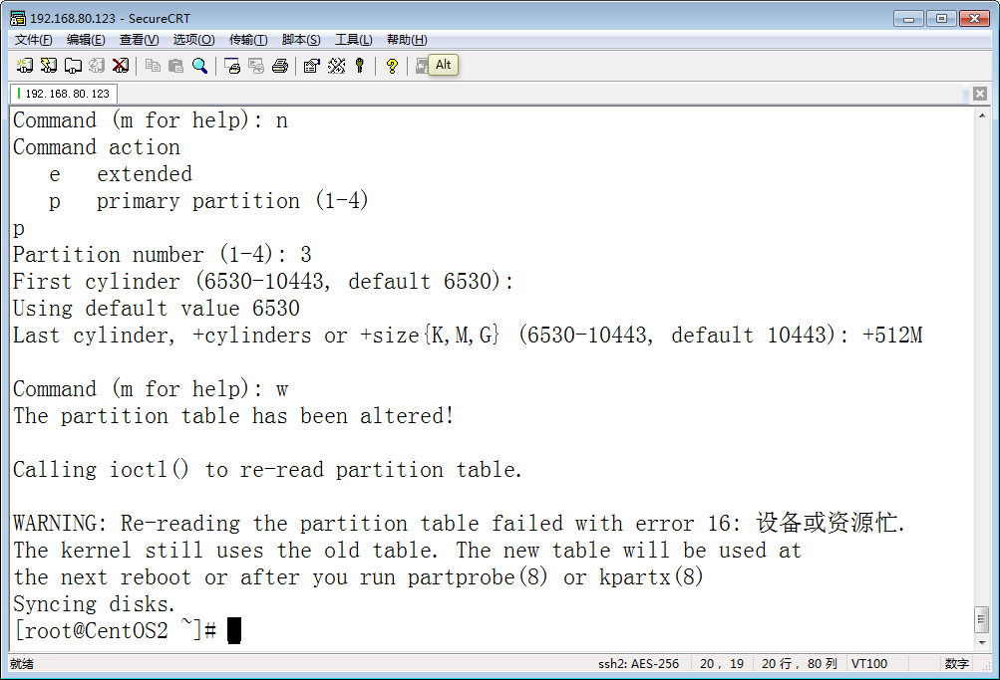 192.168.80.123 - SecureCRT
文件(F) 编辑(E) 查看(V) 选项(O) 传输(T) 脚本(S) 工具(L) 帮助(H)
Alt
192.168.80.123
Command (m for help): n
Command action
   e   extended
   p   primary partition (1-4)
p
Partition number (1-4): 3
First cylinder (6530-10443, default 6530):
Using default value 6530
Last cylinder, +cylinders or +size{K,M,G} (6530-10443, default 10443): +512M
Command (m for help): w
The partition table has been altered!
Calling ioctl() to re-read partition table.
WARNING: Re-reading the partition table failed with error 16: 设备或资源忙.
The kernel still uses the old table. The new table will be used at
the next reboot or after you run partprobe(8) or kpartx(8)
Syncing disks.
[root@CentOS2 ~]#
就绪 ssh2: AES-256 20, 19 20 行, 80 列 VT100 数字